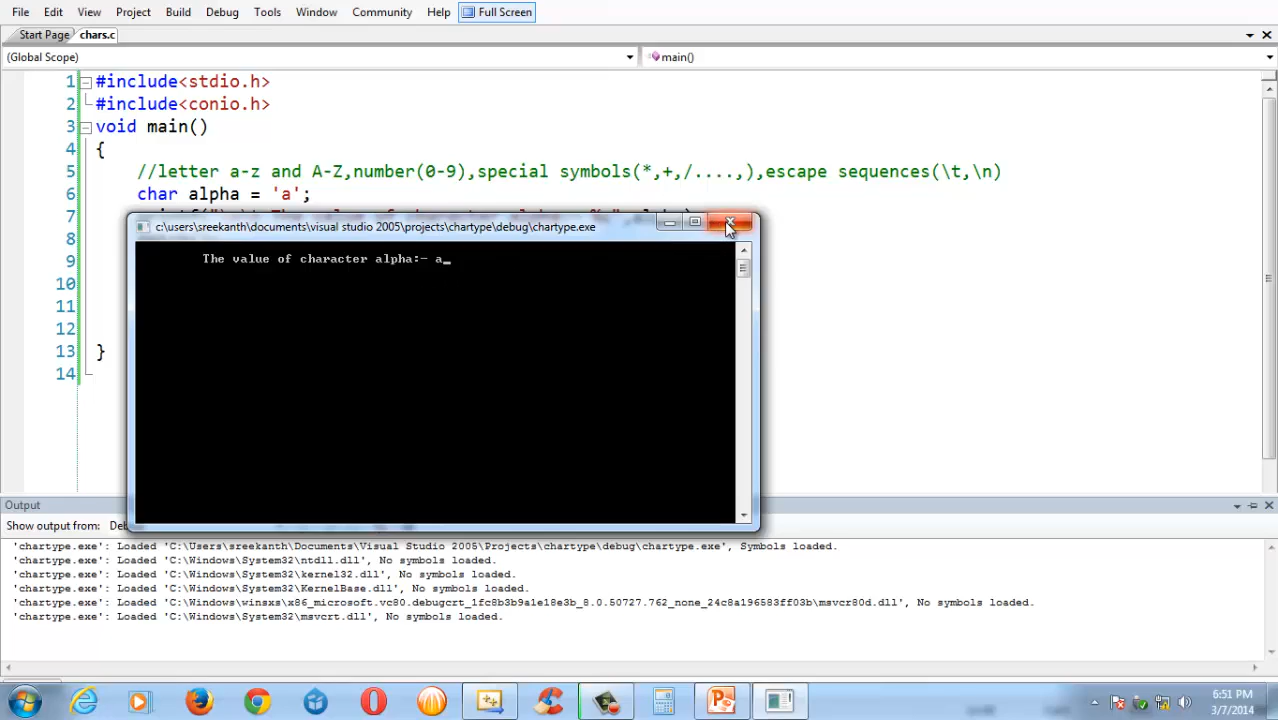 File Edit View Project Build Debug Tools Window Community Help Full Screen
Start Page chars.c
(Global Scope) main()
1 #include<stdio.h>
2 #include<conio.h>
3 void main()
4 {
5 //letter a-z and A-Z,number(0-9),special symbols(*,+,/....,),escape sequences(\t,\n)
6 char alpha = 'a';
7
8
9
10
11
12
13 }
14
c:\users\sreekanth\documents\visual studio 2005\projects\chartype\debug\chartype.exe
The value of character alpha:- a_
Output
Show output from:
'chartype.exe': Loaded 'C:\Users\sreekanth\Documents\Visual Studio 2005\Projects\chartype\debug\chartype.exe', Symbols loaded.
'chartype.exe': Loaded 'C:\Windows\System32\ntdll.dll', No symbols loaded.
'chartype.exe': Loaded 'C:\Windows\System32\kernel32.dll', No symbols loaded.
'chartype.exe': Loaded 'C:\Windows\System32\KernelBase.dll', No symbols loaded.
'chartype.exe': Loaded 'C:\Windows\winsxs\x86_microsoft.vc80.debugcrt_1fc8b3b9a1e18e3b_8.0.50727.762_none_24c8a196583ff03b\msvcr80d.dll', No symbols loaded.
'chartype.exe': Loaded 'C:\Windows\System32\msvcrt.dll', No symbols loaded.
6:51 PM
3/7/2014